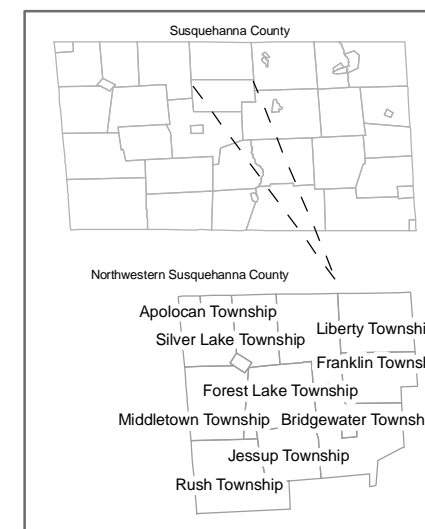 Susquehanna County
Northwestern Susquehanna County
Apolocan Township
Silver Lake Township
Liberty Townshi
Franklin Townsh
Forest Lake Township
Middletown Township
Bridgewater Townsh
Jessup Township
Rush Township